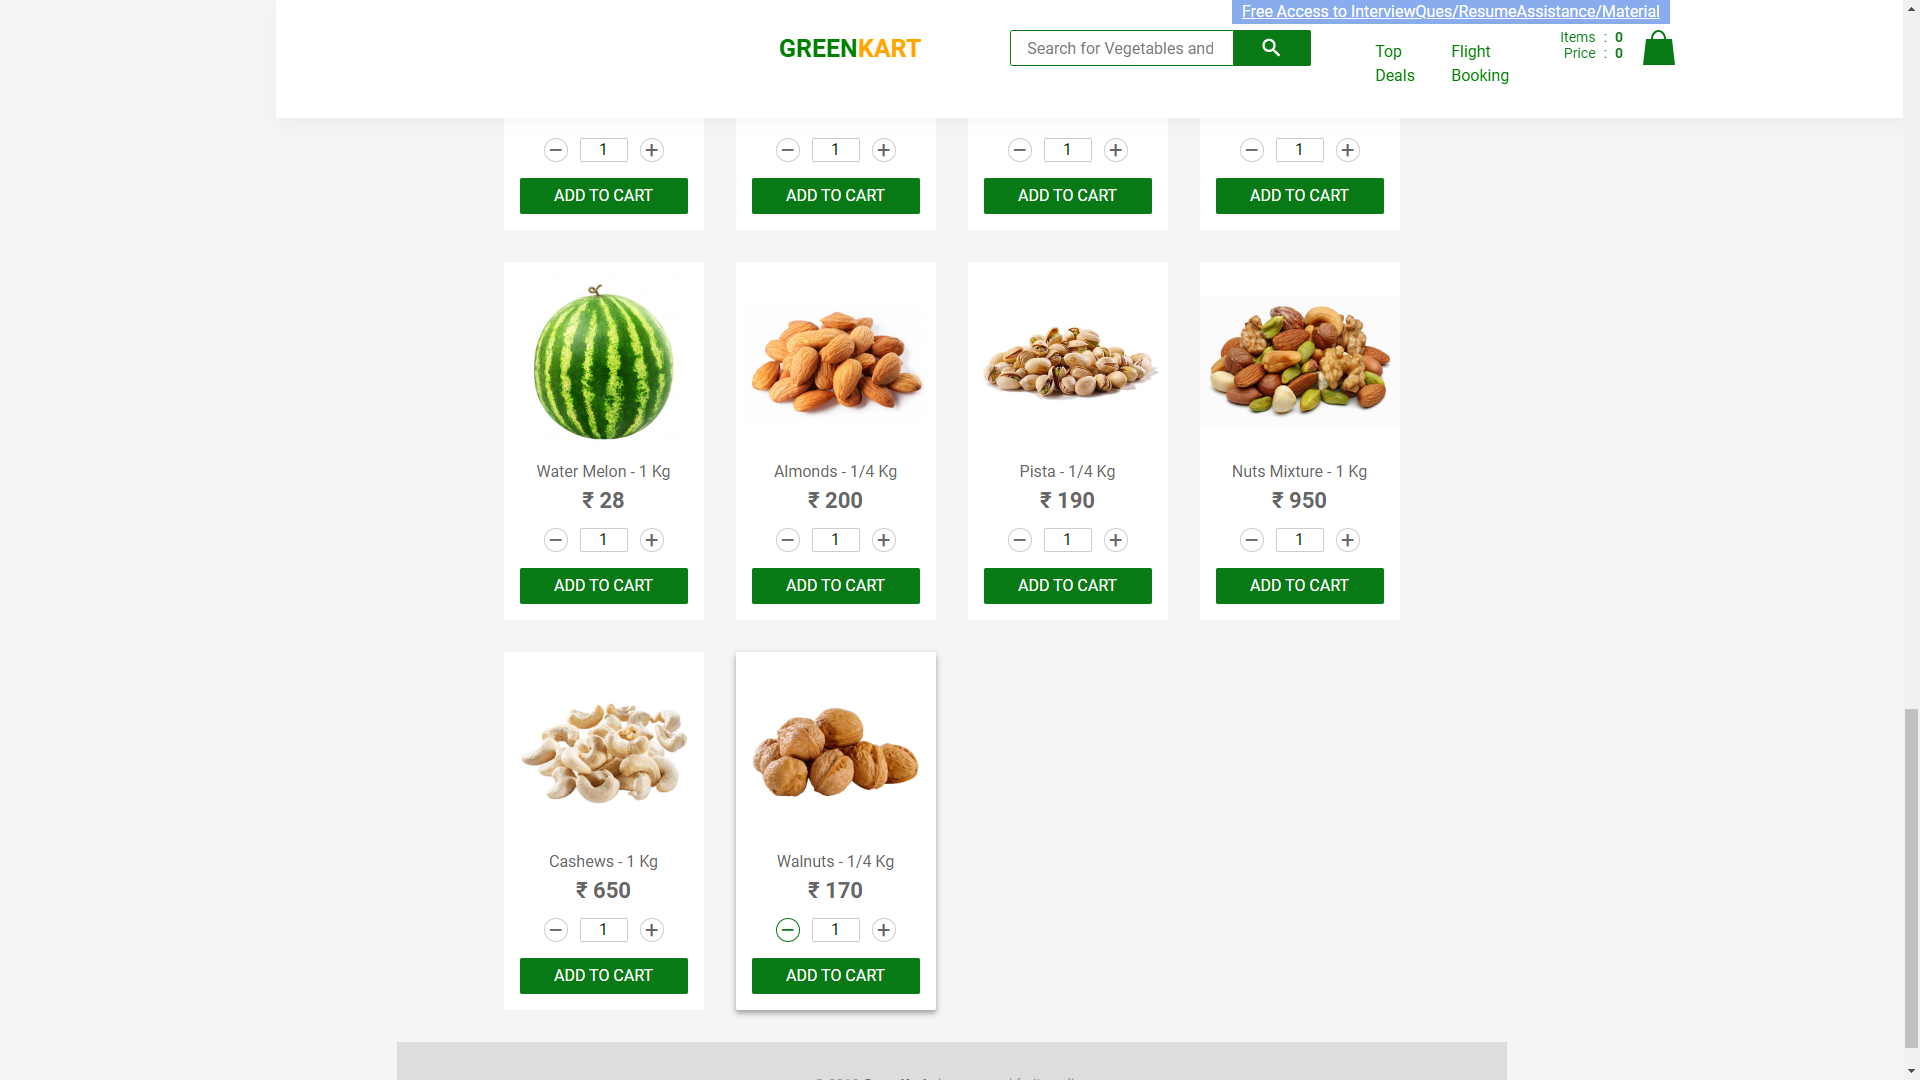 Free Access to InterviewQues/ResumeAssistance/Material
GREENKART
Search for Vegetables and
Top Deals
Flight Booking
Items : 0
Price : 0
1 1 1 1
ADD TO CART ADD TO CART ADD TO CART ADD TO CART
Water Melon - 1 Kg
₹ 28
1
ADD TO CART
Almonds - 1/4 Kg
₹ 200
1
ADD TO CART
Pista - 1/4 Kg
₹ 190
1
ADD TO CART
Nuts Mixture - 1 Kg
₹ 950
1
ADD TO CART
Cashews - 1 Kg
₹ 650
1
ADD TO CART
Walnuts - 1/4 Kg
₹ 170
1
ADD TO CART